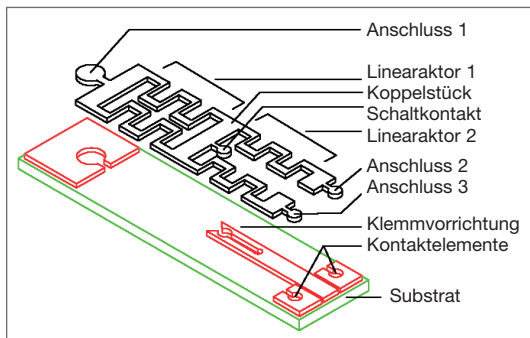 Anschluss 1
Linearaktor 1
Koppelstück
Schaltkontakt
Linearaktor 2
Anschluss 2
Anschluss 3
Klemmvorrichtung
Kontaktelemente
Substrat